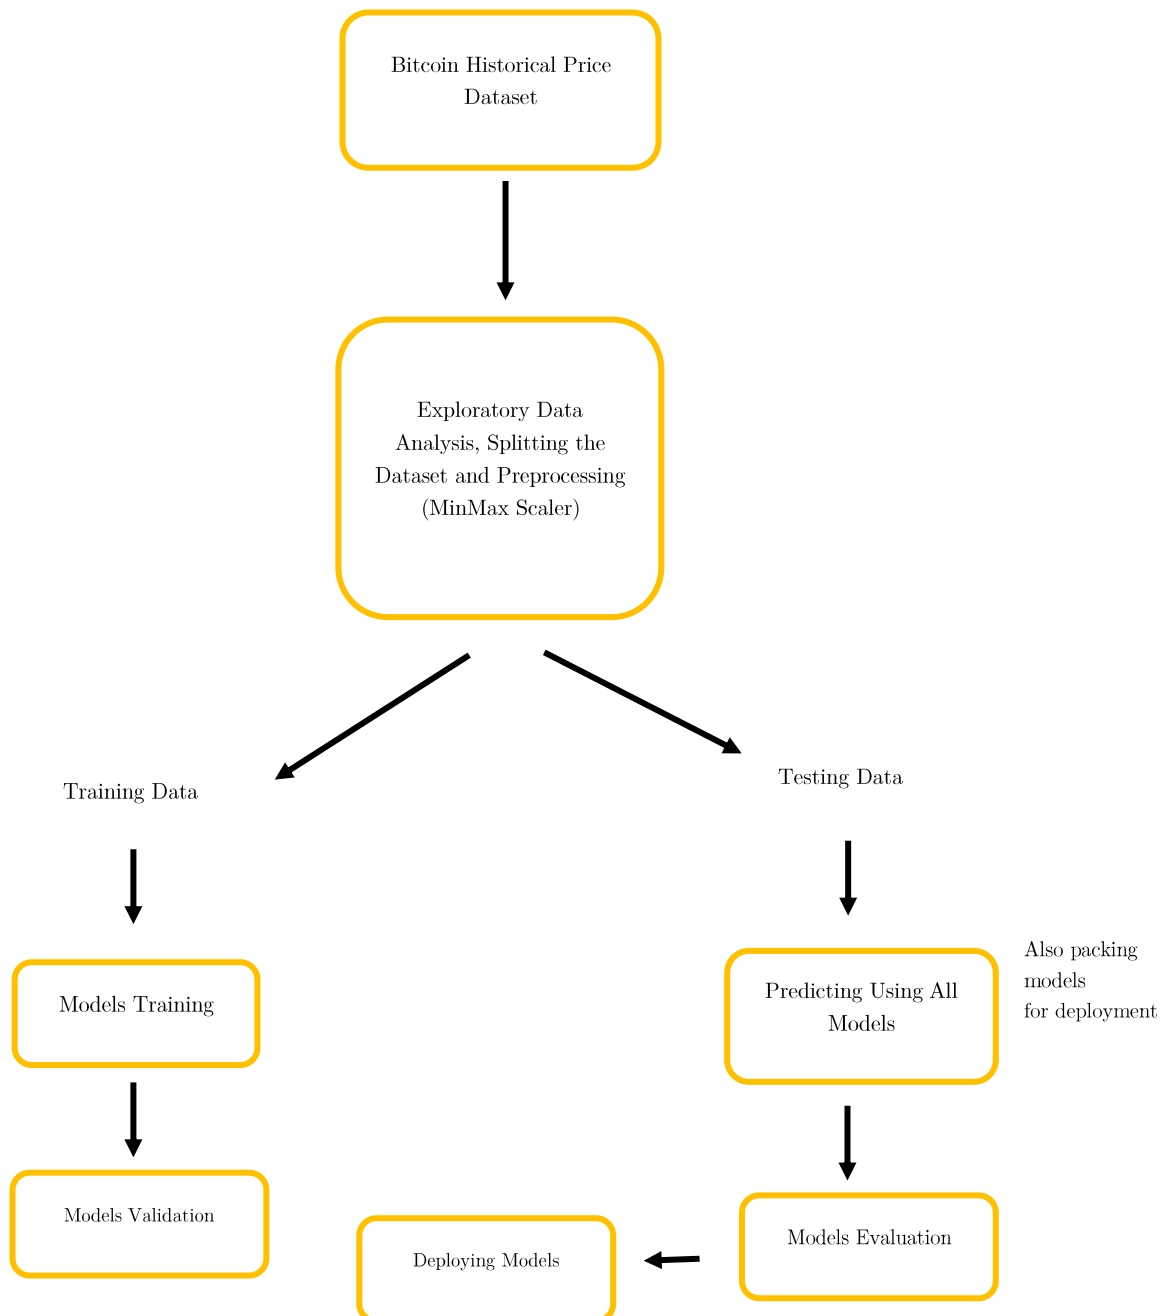 Bitcoin Historical Price
Dataset
Exploratory Data
Analysis, Splitting the
Dataset and Preprocessing
(MinMax Scaler)
Training Data
Testing Data
Models Training
Predicting Using All
Models
Also packing
models
for deployment
Models Validation
Deploying Models
Models Evaluation